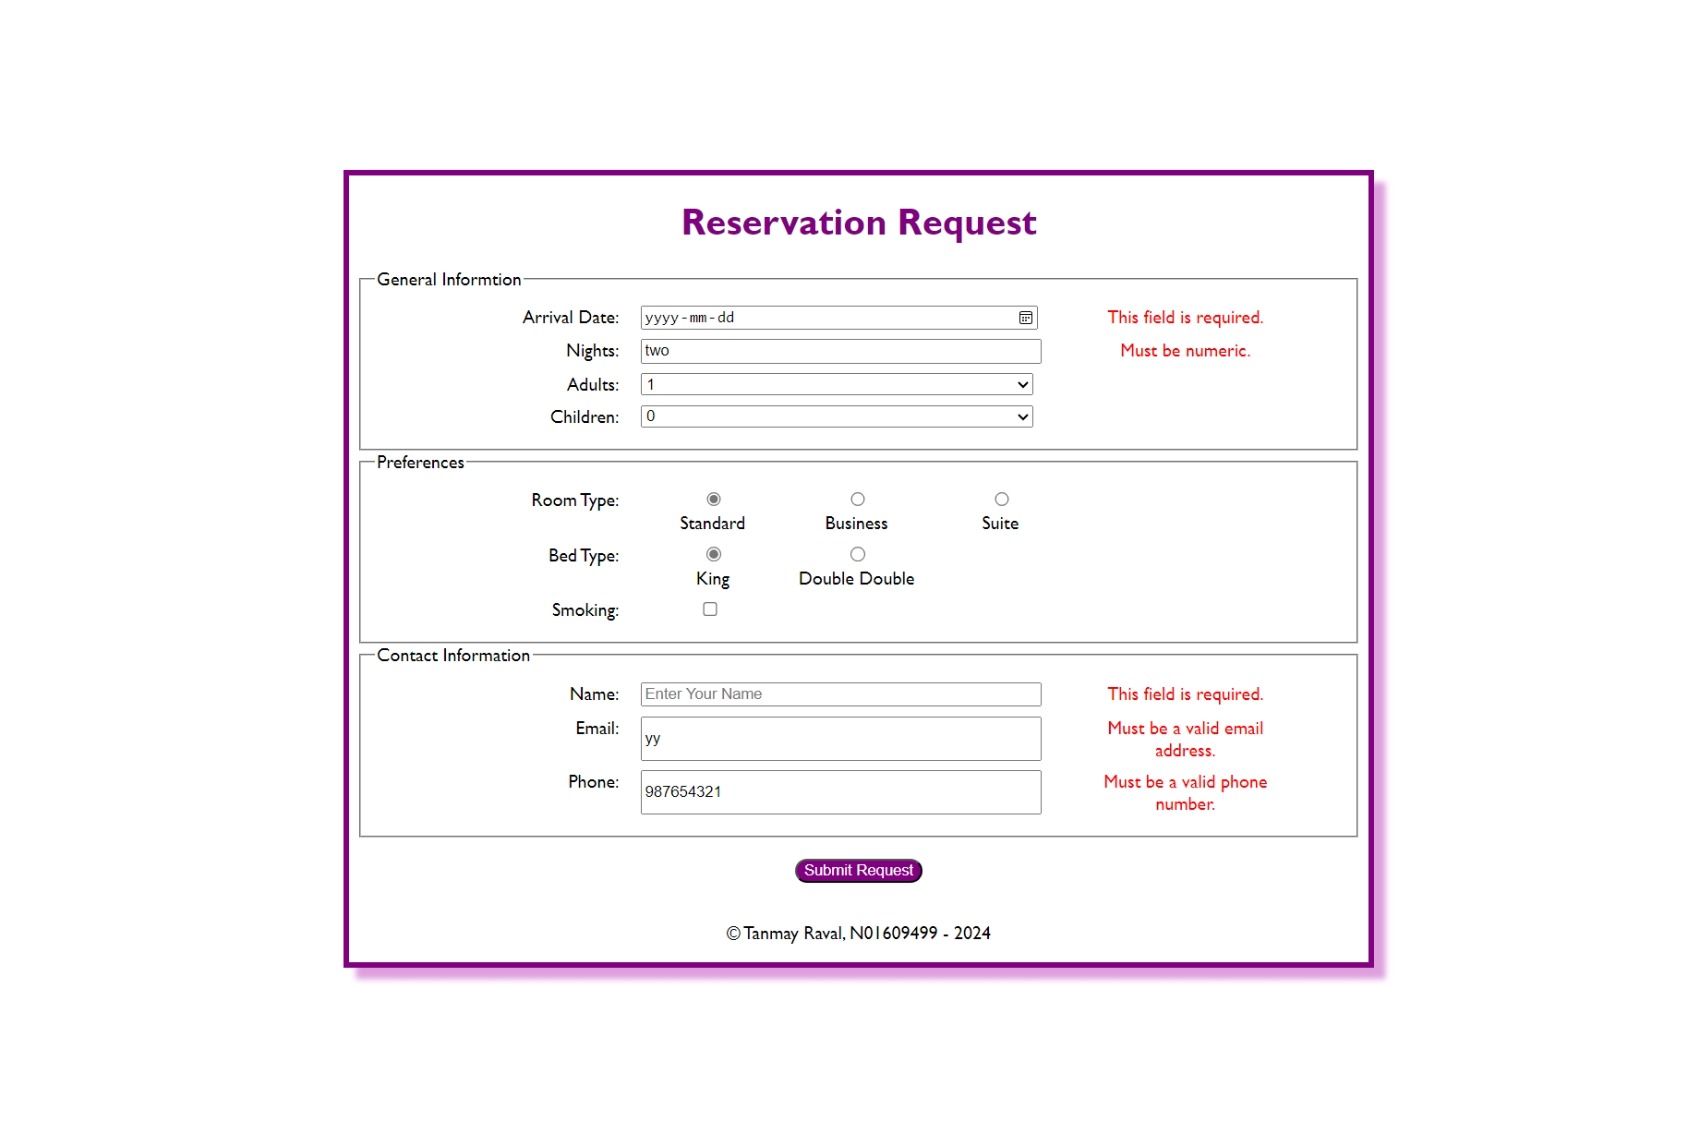 Reservation Request
General Informtion
Arrival Date: yyyy-mm-dd This field is required.
Nights: two Must be numeric.
Adults: 1
Children: 0
Preferences
Room Type:
Standard Business Suite
Bed Type:
King Double Double
Smoking:
Contact Information
Name: Enter Your Name This field is required.
Email: yy Must be a valid email
address.
Phone: 987654321 Must be a valid phone
number.
Submit Request
© Tanmay Raval, N01609499 - 2024